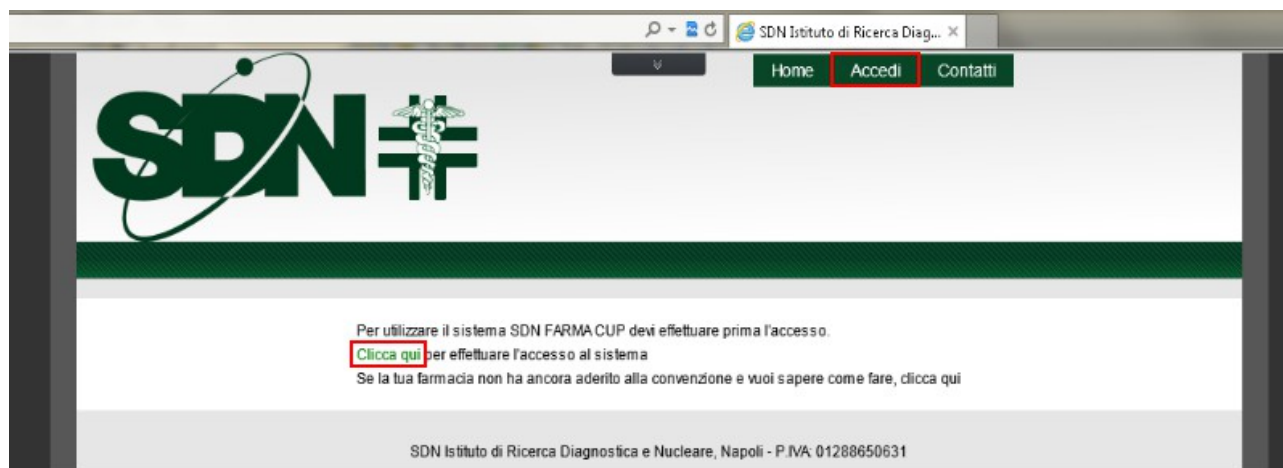 SDN Istituto di Ricerca Diag...
Home Accedi Contatti
SDN
Per utilizzare il sistema SDN FARMA CUP devi effettuare prima l'accesso.
Clicca qui per effettuare l'accesso al sistema
Se la tua farmacia non ha ancora aderito alla convenzione e vuoi sapere come fare, clicca qui
SDN Istituto di Ricerca Diagnostica e Nucleare, Napoli - P.IVA: 01288650631